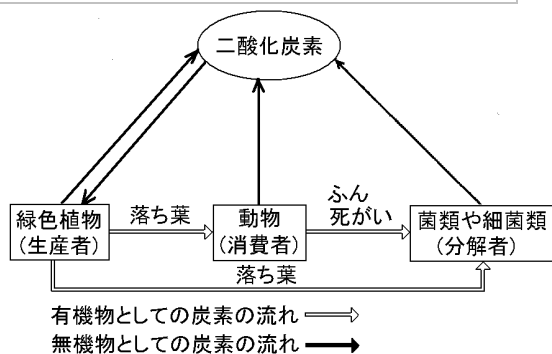 二酸化炭素
緑色植物
(生産者)
落ち葉
動物
(消費者)
ふん
死がい
菌類や細菌類
(分解者)
落ち葉
有機物としての炭素の流れ
無機物としての炭素の流れ